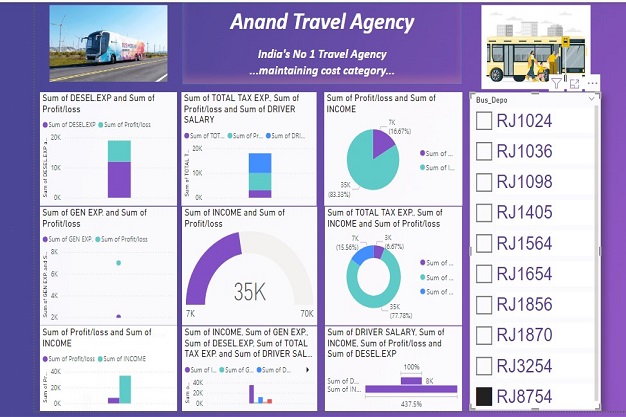 Anand Travel Agency
India's No 1 Travel Agency
...maintaining cost category...
Sum of DESEL.EXP and Sum of
Profit/loss
Sum of DESEL.EXP Sum of Profit/loss
20K
10K
0K
Sum of DESEL.EXP a...
Sum of TOTAL TAX EXP, Sum of
Profit/loss and Sum of DRIVER
SALARY
Sum of TOT... Sum of Pr... Sum of DRI...
20K
10K
0K
Sum of TOTAL T...
Sum of Profit/loss and Sum of
INCOME
7K
(16.67%)
35K
(83.33%)
Sum of ...
Sum of I...
Sum of GEN EXP, and Sum of
Profit/loss
Sum of GEN EXP, Sum of Profit/loss
8K
6K
4K
2K
Sum of GEN EXP, and S...
Sum of INCOME and Sum of
Profit/loss
35K
7K
70K
Sum of TOTAL TAX EXP, Sum of
INCOME and Sum of Profit/loss
7K
(15.56%)
3K
(6.67%)
35K
(77.78%)
Sum of ...
Sum of ...
Sum of ...
Sum of Profit/loss and Sum of
INCOME
Sum of Profit/loss Sum of INCOME
40K
20K
0K
Sum of Pr...
Sum of INCOME, Sum of GEN EXP,
Sum of DESEL.EXP, Sum of TOTAL
TAX EXP, and Sum of DRIVER SAL...
Sum of I... Sum of G... Sum of D...
40K
20K
0K
Sum of DRIVER SALARY, Sum of
INCOME, Sum of Profit/loss and
Sum of DESEL.EXP
100%
Sum of D...
8K
Sum of IN...
437.5%
Bus_Depo
RJ1024
RJ1036
RJ1098
RJ1405
RJ1564
RJ1654
RJ1856
RJ1870
RJ3254
RJ8754